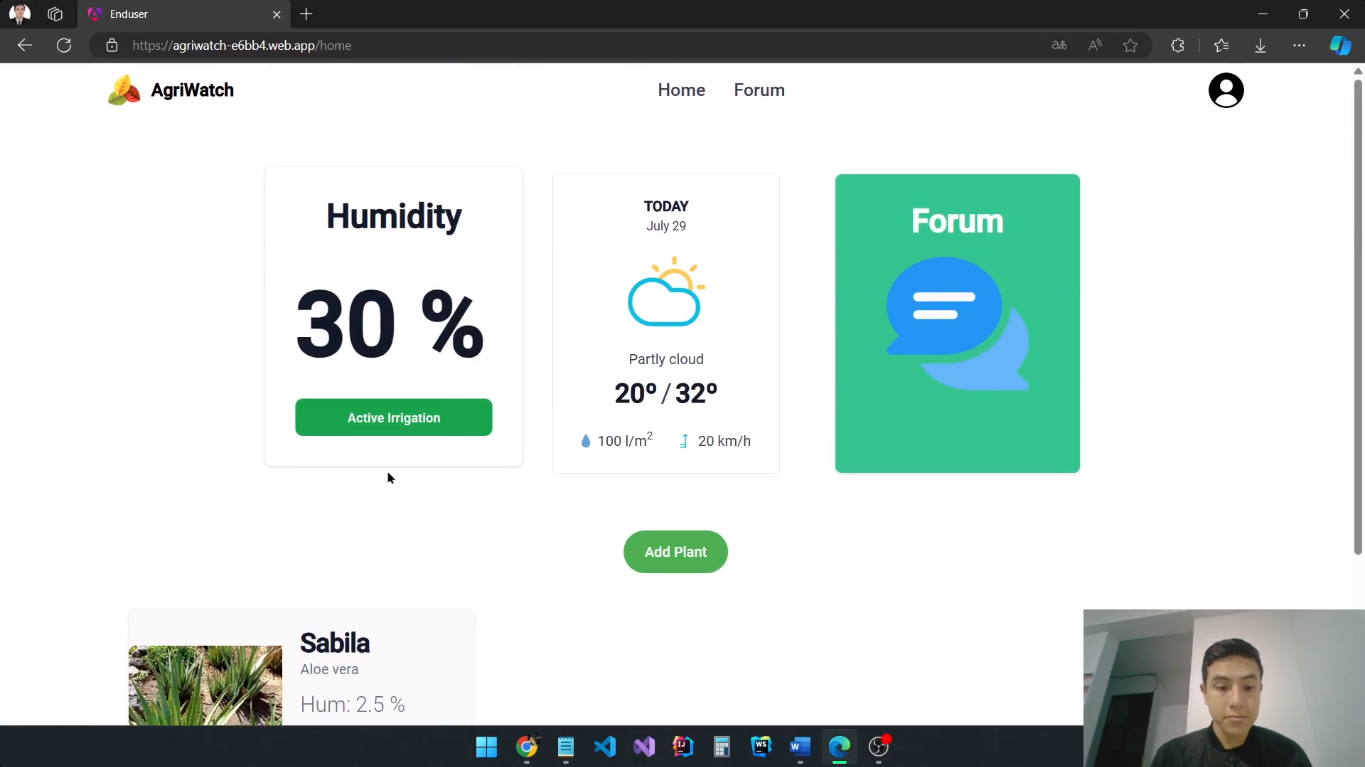 Enduser
https://agriwatch-e6bb4.web.app/home
AgriWatch
Home
Forum
Humidity
30 %
Active Irrigation
TODAY
July 29
Partly cloud
20º / 32º
100 l/m²
20 km/h
Forum
Add Plant
Sabila
Aloe vera
Hum: 2.5 %